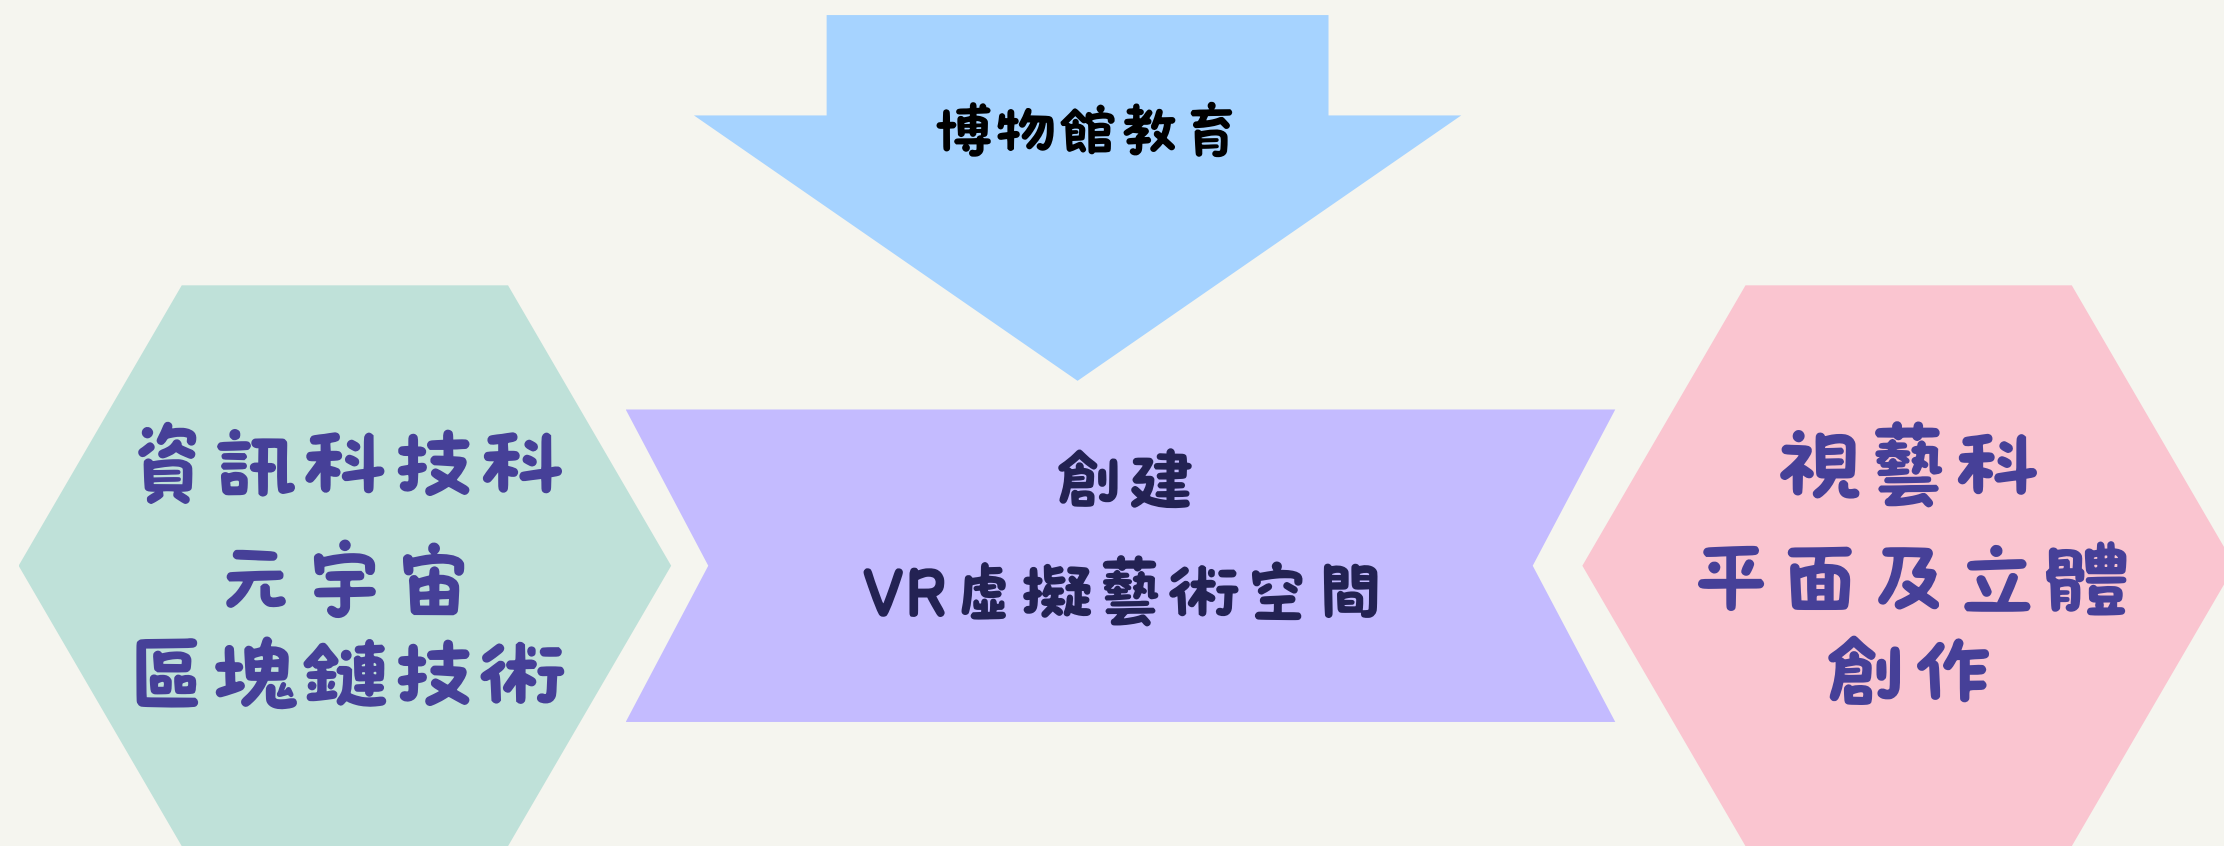 博物館教育
資訊科技科
元宇宙
區塊鏈技術
創建
VR虛擬藝術空間
視藝科
平面及立體
創作